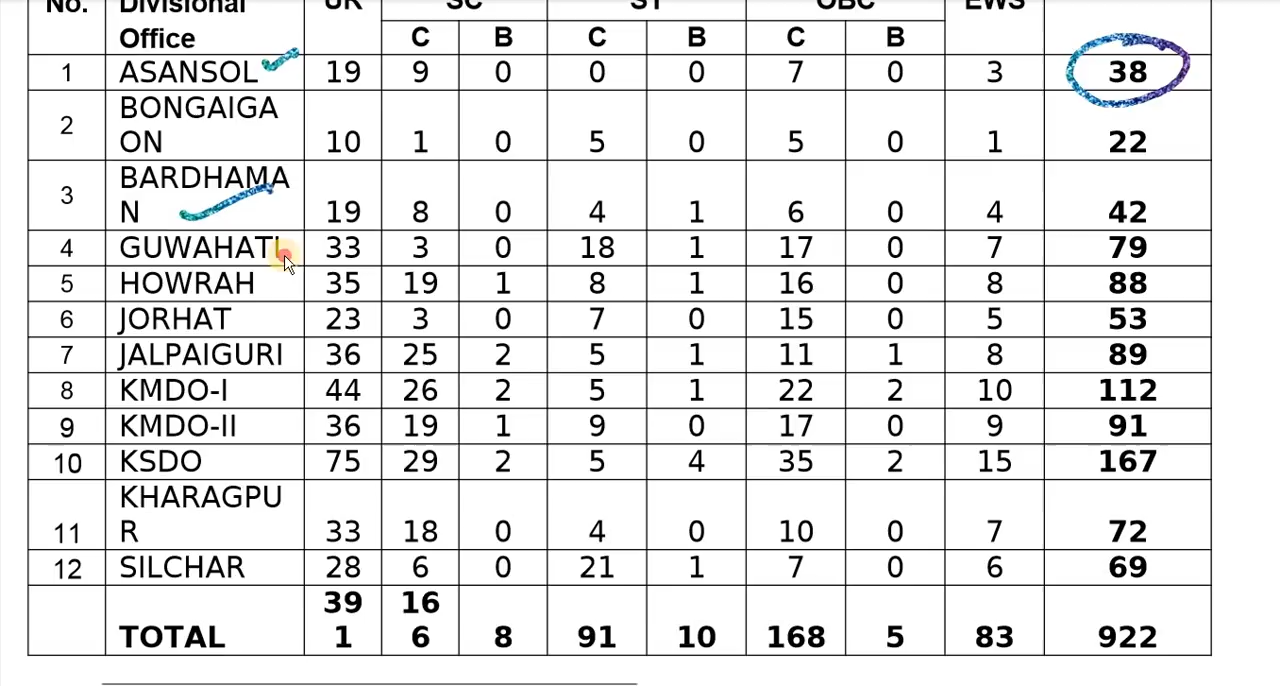 No. Divisional UR SC ST OBC EWS
Office C B C B C B
1 ASANSOL 19 9 0 0 0 7 0 3 38
BONGAIGA
2 ON 10 1 0 5 0 5 0 1 22
BARDHAMA
3 N 19 8 0 4 1 6 0 4 42
4 GUWAHATI 33 3 0 18 1 17 0 7 79
5 HOWRAH 35 19 1 8 1 16 0 8 88
6 JORHAT 23 3 0 7 0 15 0 5 53
7 JALPAIGURI 36 25 2 5 1 11 1 8 89
8 KMDO-I 44 26 2 5 1 22 2 10 112
9 KMDO-II 36 19 1 9 0 17 0 9 91
10 KSDO 75 29 2 5 4 35 2 15 167
KHARAGPU
11 R 33 18 0 4 0 10 0 7 72
12 SILCHAR 28 6 0 21 1 7 0 6 69
39 16
TOTAL 1 6 8 91 10 168 5 83 922